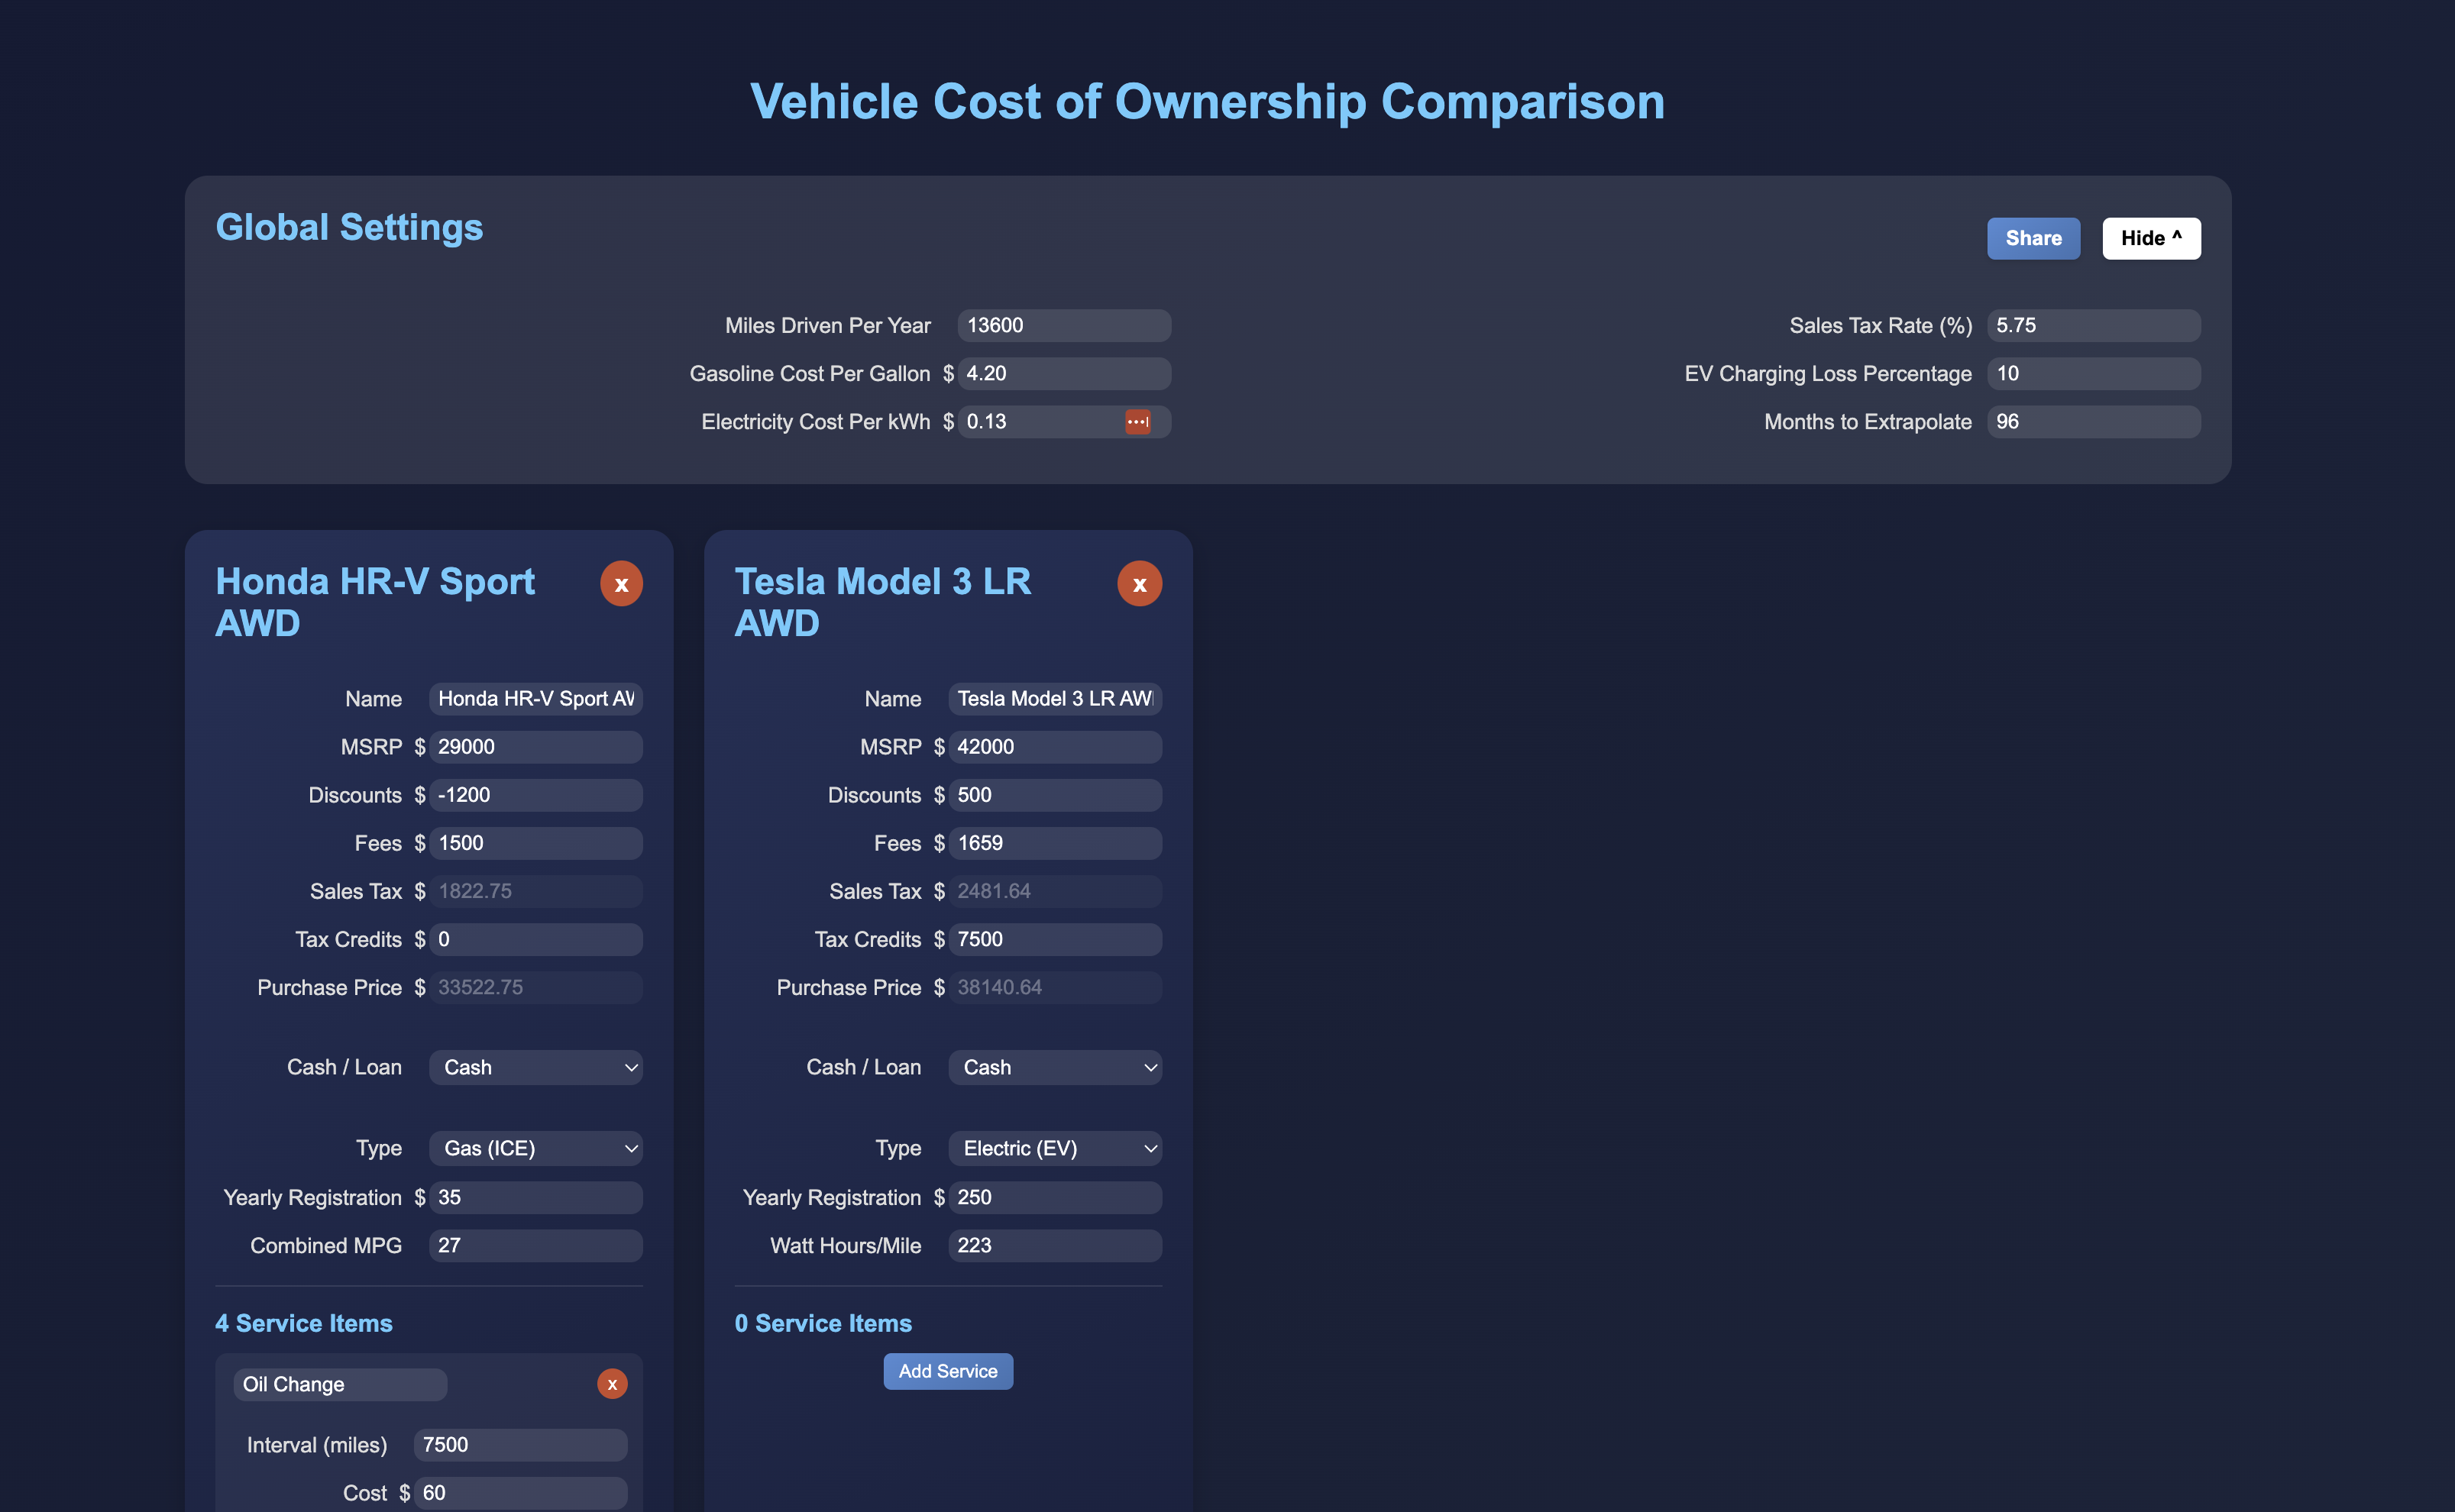 Vehicle Cost of Ownership Comparison
Global Settings
Share
Hide ^
Miles Driven Per Year 13600
Sales Tax Rate (%) 5.75
Gasoline Cost Per Gallon $ 4.20
EV Charging Loss Percentage 10
Electricity Cost Per kWh $ 0.13
Months to Extrapolate 96
Honda HR-V Sport
AWD
x
Name Honda HR-V Sport AW
MSRP $ 29000
Discounts $ -1200
Fees $ 1500
Sales Tax $ 1822.75
Tax Credits $ 0
Purchase Price $ 33522.75
Cash / Loan Cash
Type Gas (ICE)
Yearly Registration $ 35
Combined MPG 27
4 Service Items
Oil Change
x
Interval (miles) 7500
Cost $ 60
Tesla Model 3 LR
AWD
x
Name Tesla Model 3 LR AW
MSRP $ 42000
Discounts $ 500
Fees $ 1659
Sales Tax $ 2481.64
Tax Credits $ 7500
Purchase Price $ 38140.64
Cash / Loan Cash
Type Electric (EV)
Yearly Registration $ 250
Watt Hours/Mile 223
0 Service Items
Add Service